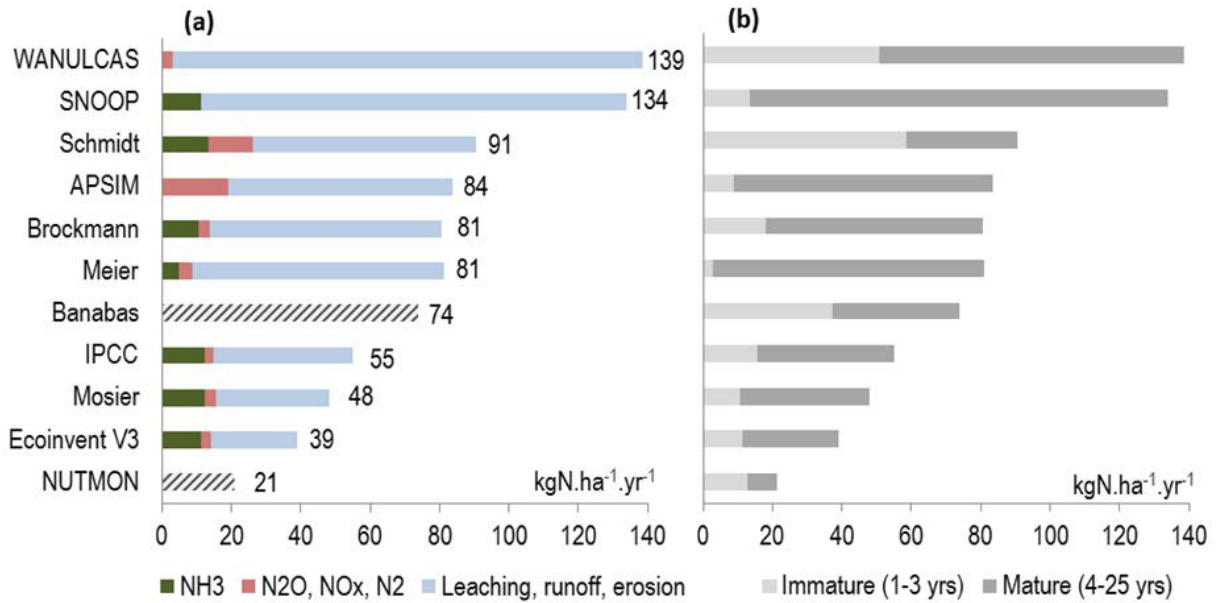 (a)
(b)
WANULCAS 139
SNOOP 134
Schmidt 91
APSIM 84
Brockmann 81
Meier 81
Banabas 74
IPCC 55
Mosier 48
Ecoinvent V3 39
NUTMON 21
kgN.ha⁻¹.yr⁻¹
kgN.ha⁻¹.yr⁻¹
0 20 40 60 80 100 120 140
0 20 40 60 80 100 120 140
NH3 N2O, NOx, N2 Leaching, runoff, erosion
Immature (1-3 yrs) Mature (4-25 yrs)